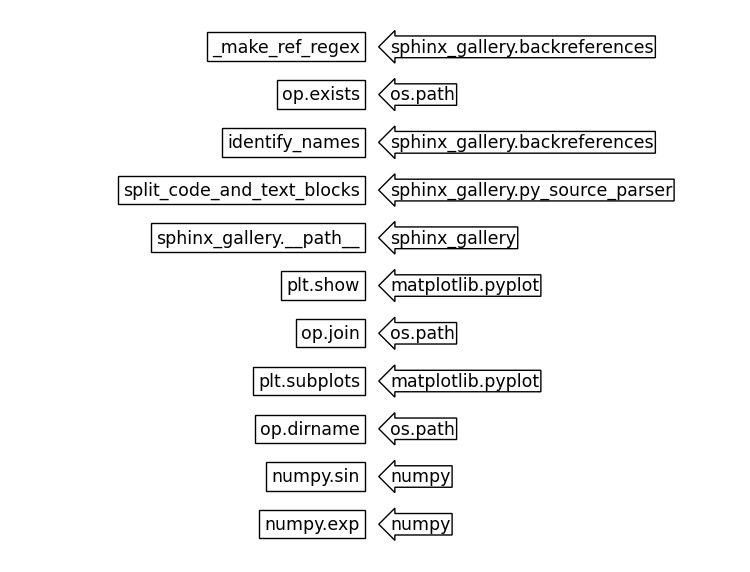 _make_ref_regex sphinx_gallery.backreferences
op.exists os.path
identify_names sphinx_gallery.backreferences
split_code_and_text_blocks sphinx_gallery.py_source_parser
sphinx_gallery.__path__ sphinx_gallery
plt.show matplotlib.pyplot
op.join os.path
plt.subplots matplotlib.pyplot
op.dirname os.path
numpy.sin numpy
numpy.exp numpy